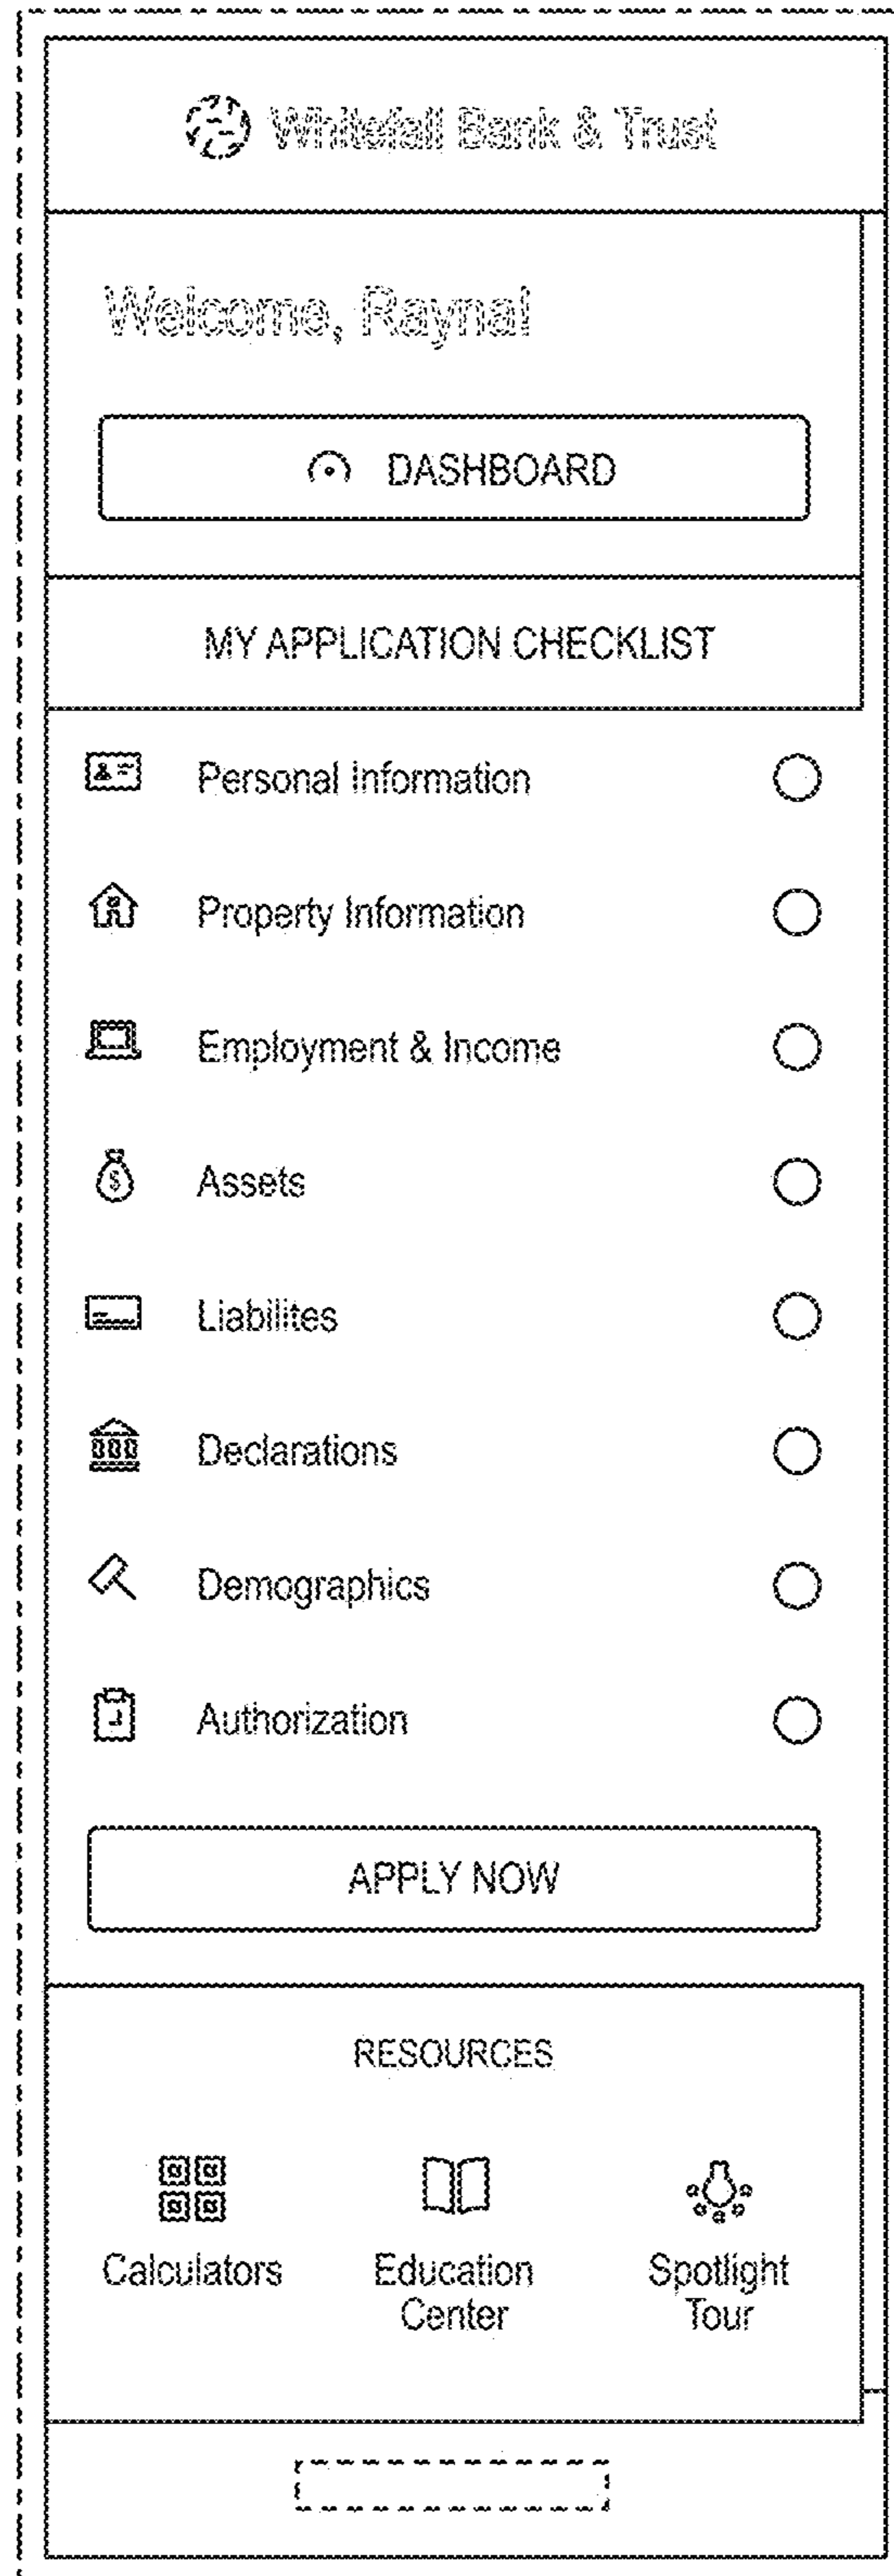 Whitefall Bank & Trust
Welcome, Rayna!
DASHBOARD
MY APPLICATION CHECKLIST
Personal Information
Property Information
Employment & Income
Assets
Liabilites
Declarations
Demographics
Authorization
APPLY NOW
RESOURCES
Calculators
Education
Center
Spotlight
Tour